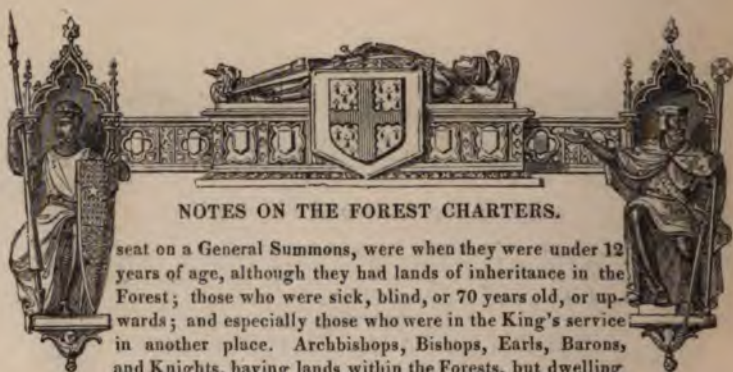 NOTES ON THE FOREST CHARTERS.
seat on a General Summons, were when they were under 12
years of age, although they had lands of inheritance in the
Forest; those who were sick, blind, or 70 years old, or up-
wards; and especially those who were in the King's service
in another place. Archbishops, Bishops, Earls, Barons,
and Knights, having lands within the Forests, but dwelling